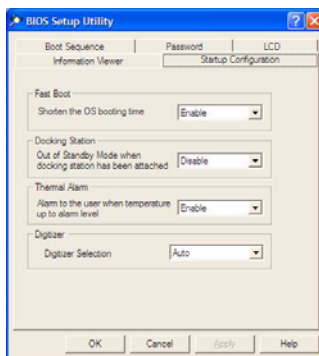 BIOS Setup Utility
Boot Sequence
Password
LCD
Information Viewer
Startup Configuration
Fast Boot
Shorten the OS booting time
Enable
Docking Station
Out of Standby Mode when
docking station has been attached
Disable
Thermal Alarm
Alarm to the user when temperature
up to alarm level
Enable
Digitizer
Digitizer Selection
Auto
OK
Cancel
Apply
Help